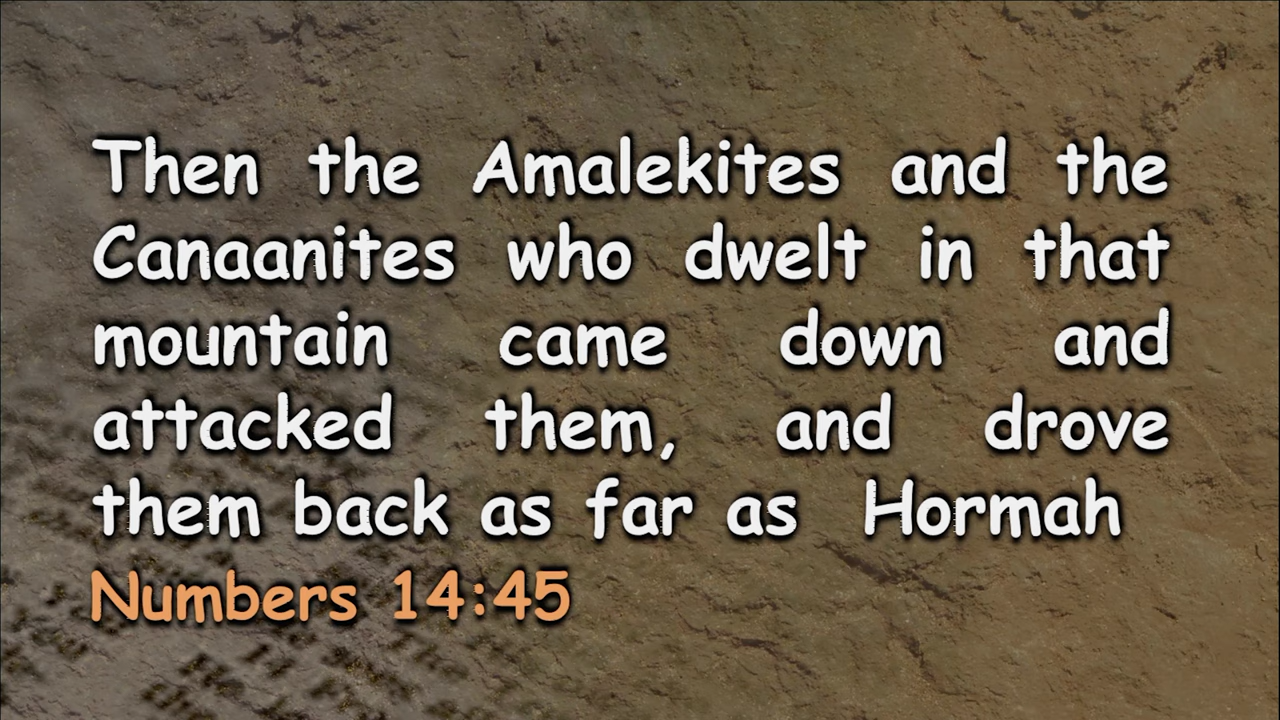 Then the Amalekites and the
Canaanites who dwelt in that
mountain came down and
attacked them, and drove
them back as far as Hormah
Numbers 14:45